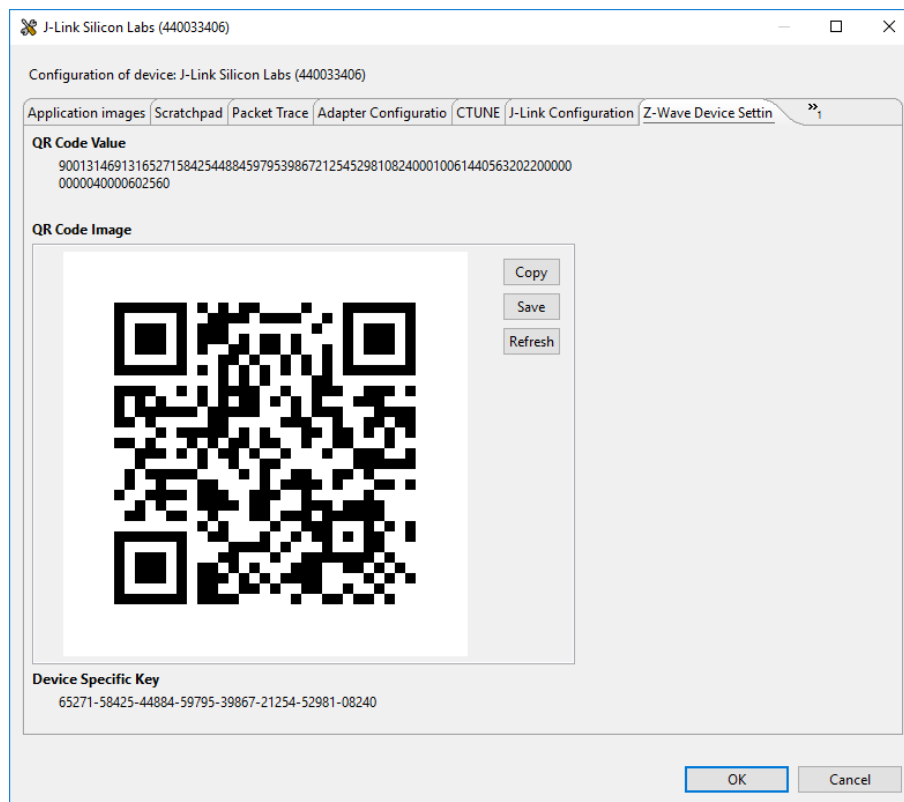 J-Link Silicon Labs (440033406)
Configuration of device: J-Link Silicon Labs (440033406)
Application images Scratchpad Packet Trace Adapter Configuratio CTUNE J-Link Configuration Z-Wave Device Settin »1
QR Code Value
90013146913165271584254488459795398672125452981082400010061440563202200000
0000040000602560
QR Code Image
Copy
Save
Refresh
Device Specific Key
65271-58425-44884-59795-39867-21254-52981-08240
OK Cancel